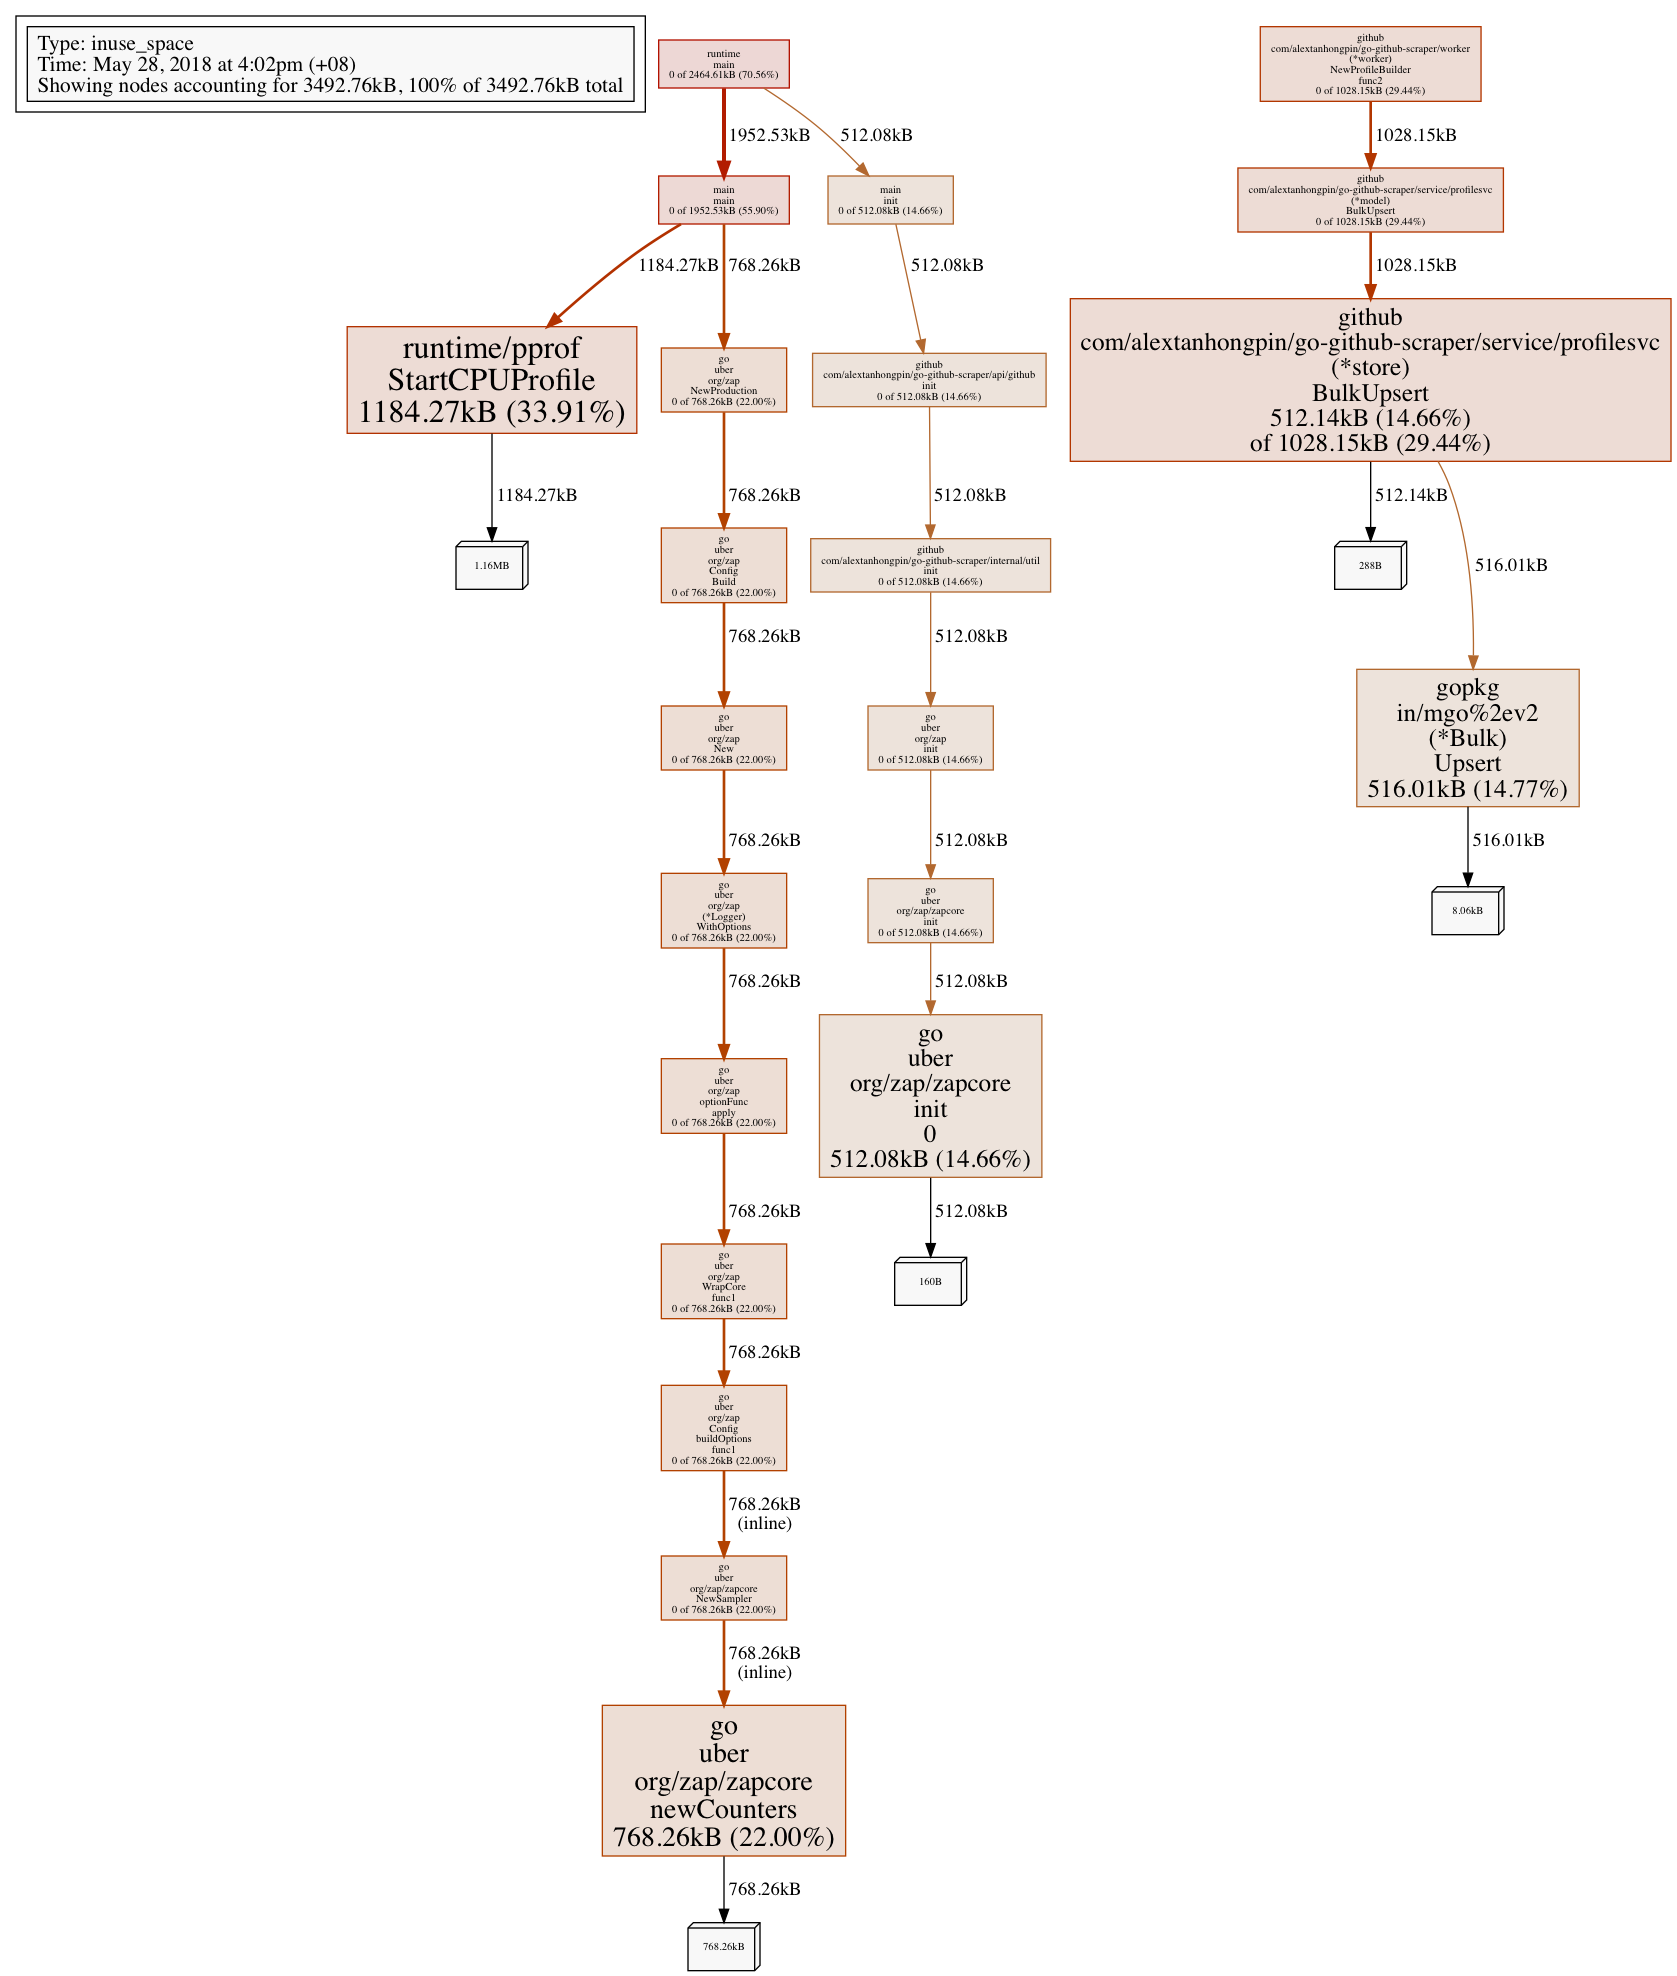 Type: inuse_space
Time: May 28, 2018 at 4:02pm (+08)
Showing nodes accounting for 3492.76kB, 100% of 3492.76kB total
runtime
main
0 of 2464.61kB (70.56%)
github
com/alextanhongpin/go-github-scraper/worker
(*worker)
NewProfileBuilder
func2
0 of 1028.15kB (29.44%)
1952.53kB
512.08kB
1028.15kB
main
main
0 of 1952.53kB (55.90%)
main
init
0 of 512.08kB (14.66%)
github
com/alextanhongpin/go-github-scraper/service/profilesvc
(*model)
BulkUpsert
0 of 1028.15kB (29.44%)
1184.27kB
768.26kB
512.08kB
1028.15kB
runtime/pprof
StartCPUProfile
1184.27kB (33.91%)
go
uber
org/zap
NewProduction
0 of 768.26kB (22.00%)
github
com/alextanhongpin/go-github-scraper/api/github
init
0 of 512.08kB (14.66%)
github
com/alextanhongpin/go-github-scraper/service/profilesvc
(*store)
BulkUpsert
512.14kB (14.66%)
of 1028.15kB (29.44%)
1184.27kB
768.26kB
512.08kB
512.14kB
516.01kB
1.16MB
go
uber
org/zap
Config
Build
0 of 768.26kB (22.00%)
github
com/alextanhongpin/go-github-scraper/internal/util
init
0 of 512.08kB (14.66%)
288B
768.26kB
512.08kB
go
uber
org/zap
New
0 of 768.26kB (22.00%)
go
uber
org/zap
init
0 of 512.08kB (14.66%)
gopkg
in/mgo%2ev2
(*Bulk)
Upsert
516.01kB (14.77%)
768.26kB
512.08kB
516.01kB
go
uber
org/zap
(*Logger)
WithOptions
0 of 768.26kB (22.00%)
go
uber
org/zap/zapcore
init
0 of 512.08kB (14.66%)
8.06kB
768.26kB
512.08kB
go
uber
org/zap
optionFunc
apply
0 of 768.26kB (22.00%)
go
uber
org/zap/zapcore
init
0
512.08kB (14.66%)
768.26kB
512.08kB
go
uber
org/zap
WrapCore
func1
0 of 768.26kB (22.00%)
160B
768.26kB
go
uber
org/zap
Config
buildOptions
func1
0 of 768.26kB (22.00%)
768.26kB
(inline)
go
uber
org/zap/zapcore
NewSampler
0 of 768.26kB (22.00%)
768.26kB
(inline)
go
uber
org/zap/zapcore
newCounters
768.26kB (22.00%)
768.26kB
768.26kB